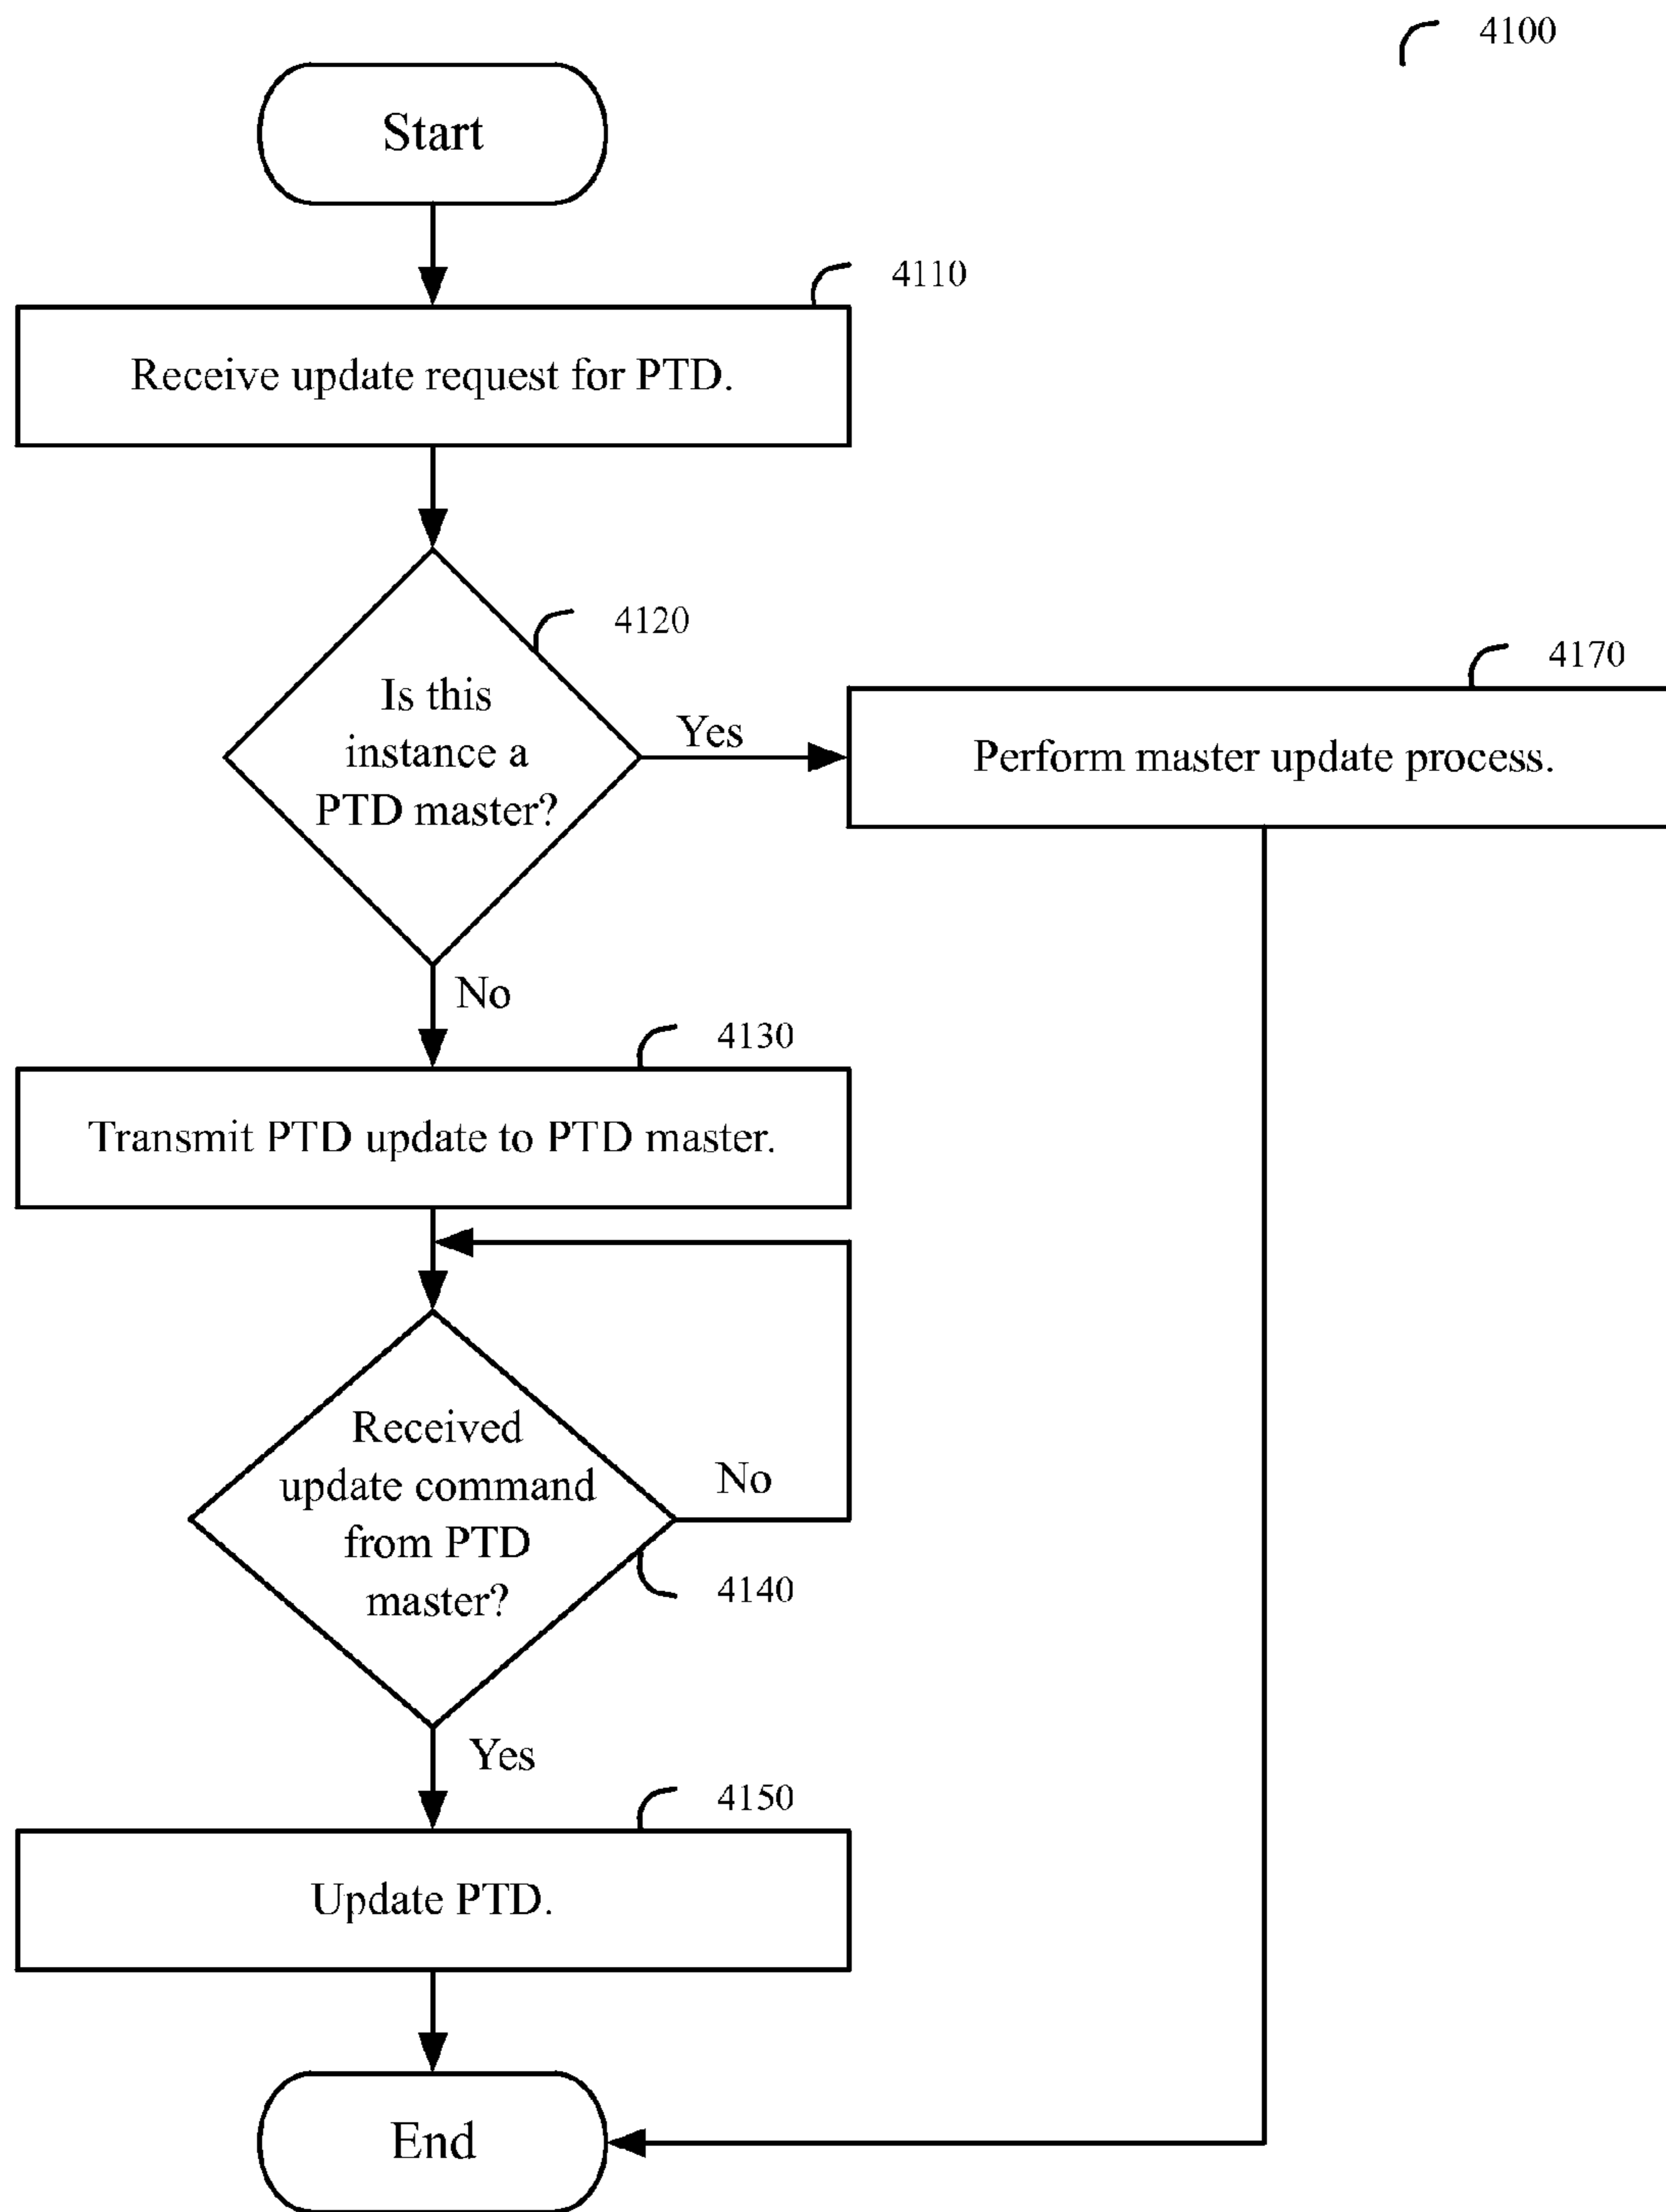 4100
Start
4110
Receive update request for PTD.
4120
Is this
instance a
PTD master?
Yes
4170
Perform master update process.
No
4130
Transmit PTD update to PTD master.
Received
update command
from PTD
master?
No
4140
Yes
4150
Update PTD.
End